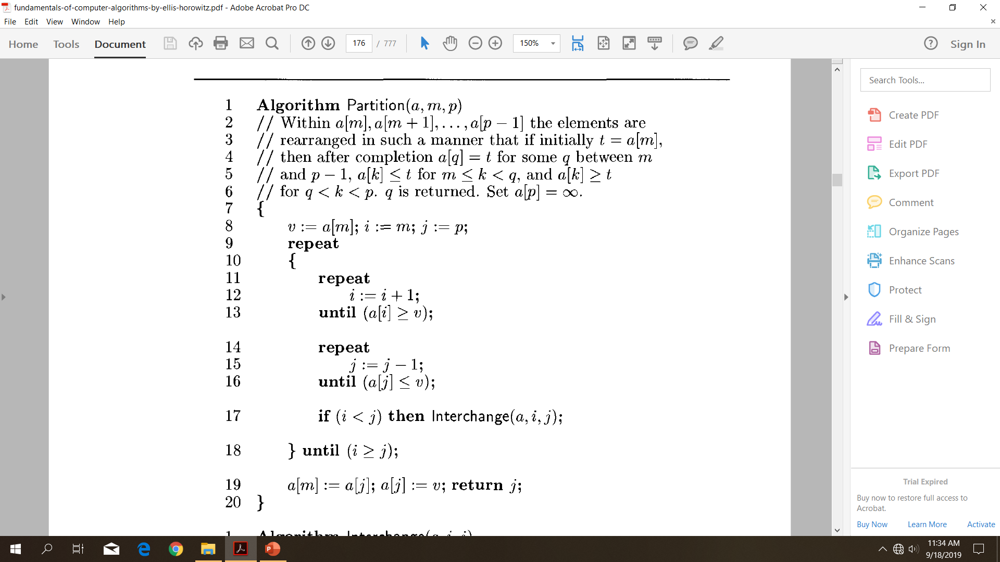 fundamentals-of-computer-algorithms-by-ellis-horowitz.pdf - Adobe Acrobat Pro DC
File Edit View Window Help
Home Tools Document 176 / 777 150% Sign In
Search Tools...
Create PDF
Edit PDF
Export PDF
Comment
Organize Pages
Enhance Scans
Protect
Fill & Sign
Prepare Form
Trial Expired
Buy now to restore full access to
Acrobat.
Buy Now Learn More Activate
1 Algorithm Partition(a, m, p)
2 // Within a[m], a[m + 1], . . . , a[p − 1] the elements are
3 // rearranged in such a manner that if initially t = a[m],
4 // then after completion a[q] = t for some q between m
5 // and p − 1, a[k] ≤ t for m ≤ k < q, and a[k] ≥ t
6 // for q < k < p. q is returned. Set a[p] = ∞.
7 {
8 v := a[m]; i := m; j := p;
9 repeat
10 {
11 repeat
12 i := i + 1;
13 until (a[i] ≥ v);
14 repeat
15 j := j − 1;
16 until (a[j] ≤ v);
17 if (i < j) then Interchange(a, i, j);
18 } until (i ≥ j);
19 a[m] := a[j]; a[j] := v; return j;
20 }
1 Algorithm Interchange(a, i, j)
11:34 AM
9/18/2019